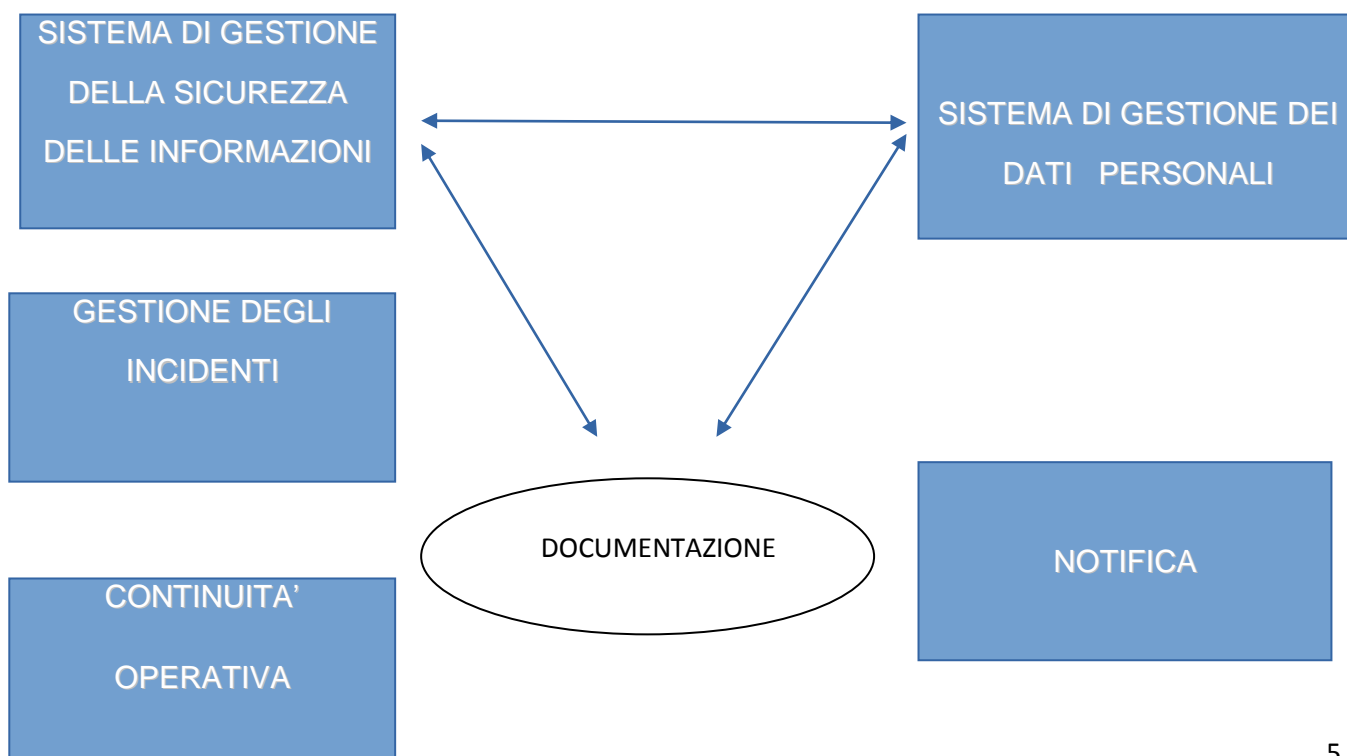 SISTEMA DI GESTIONE
DELLA SICUREZZA
DELLE INFORMAZIONI
SISTEMA DI GESTIONE DEI
DATI PERSONALI
GESTIONE DEGLI
INCIDENTI
DOCUMENTAZIONE
NOTIFICA
CONTINUITA’
OPERATIVA
5